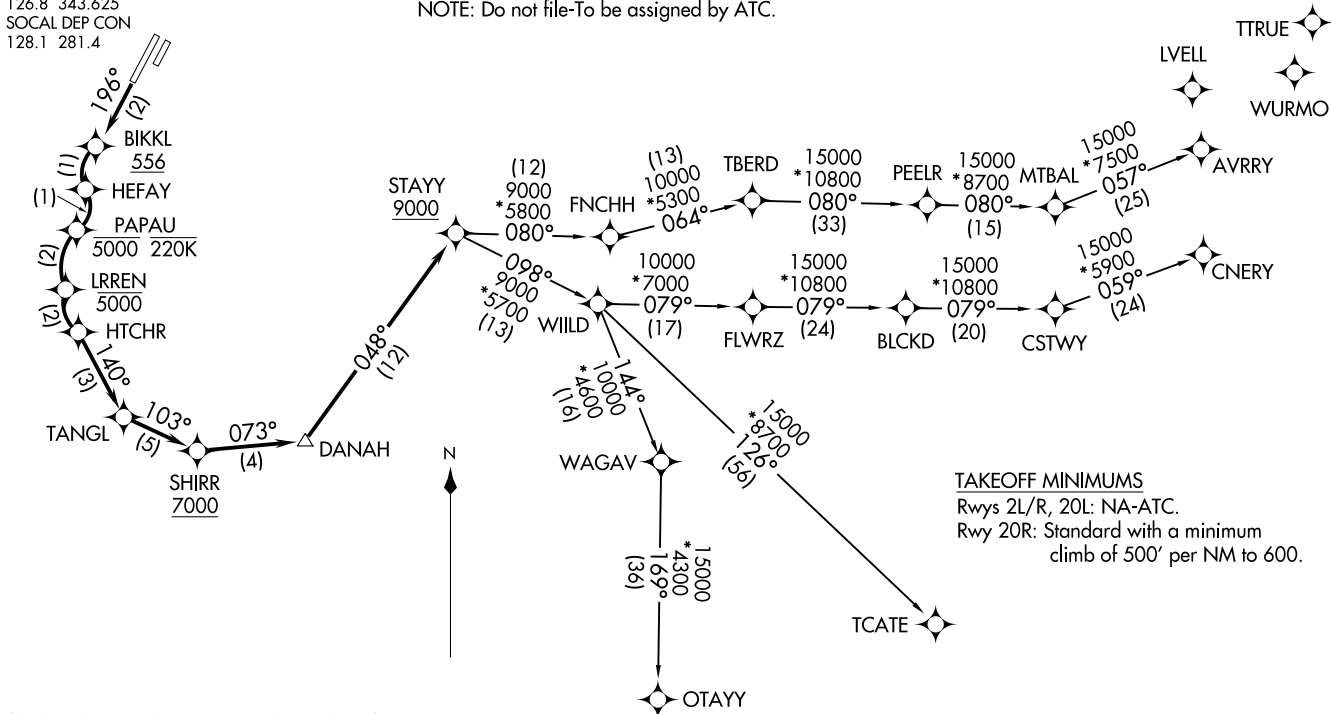 126.8 343.625
SOCAL DEP CON
128.1 281.4
NOTE: Do not file-To be assigned by ATC.
TTRUE
LVELL
WURMO
196°
(2)
BIKKL
556
(1)
HEFAY
(1)
PAPAU
5000 220K
(2)
LRREN
5000
(2)
HTCHR
140°
(3)
TANGL
103°
(5)
SHIRR
7000
073°
(4)
DANAH
048°
(12)
STAYY
9000
(12)
9000
*5800
080°
FNCHH
(13)
10000
*5300
064°
TBERD
15000
*10800
080°
(33)
PEELR
15000
*8700
080°
(15)
MTBAL
15000
*7500
057°
(25)
AVRRY
098°
9000
*5700
(13)
WIILD
10000
*7000
079°
(17)
FLWRZ
15000
*10800
079°
(24)
BLCKD
15000
*10800
079°
(20)
CSTWY
15000
*5900
059°
(24)
CNERY
144°
10000
*4600
(16)
WAGAV
15000
*4300
169°
(36)
OTAYY
15000
*8700
126°
(56)
TCATE
N
TAKEOFF MINIMUMS
Rwys 2L/R, 20L: NA-ATC.
Rwy 20R: Standard with a minimum
climb of 500' per NM to 600.